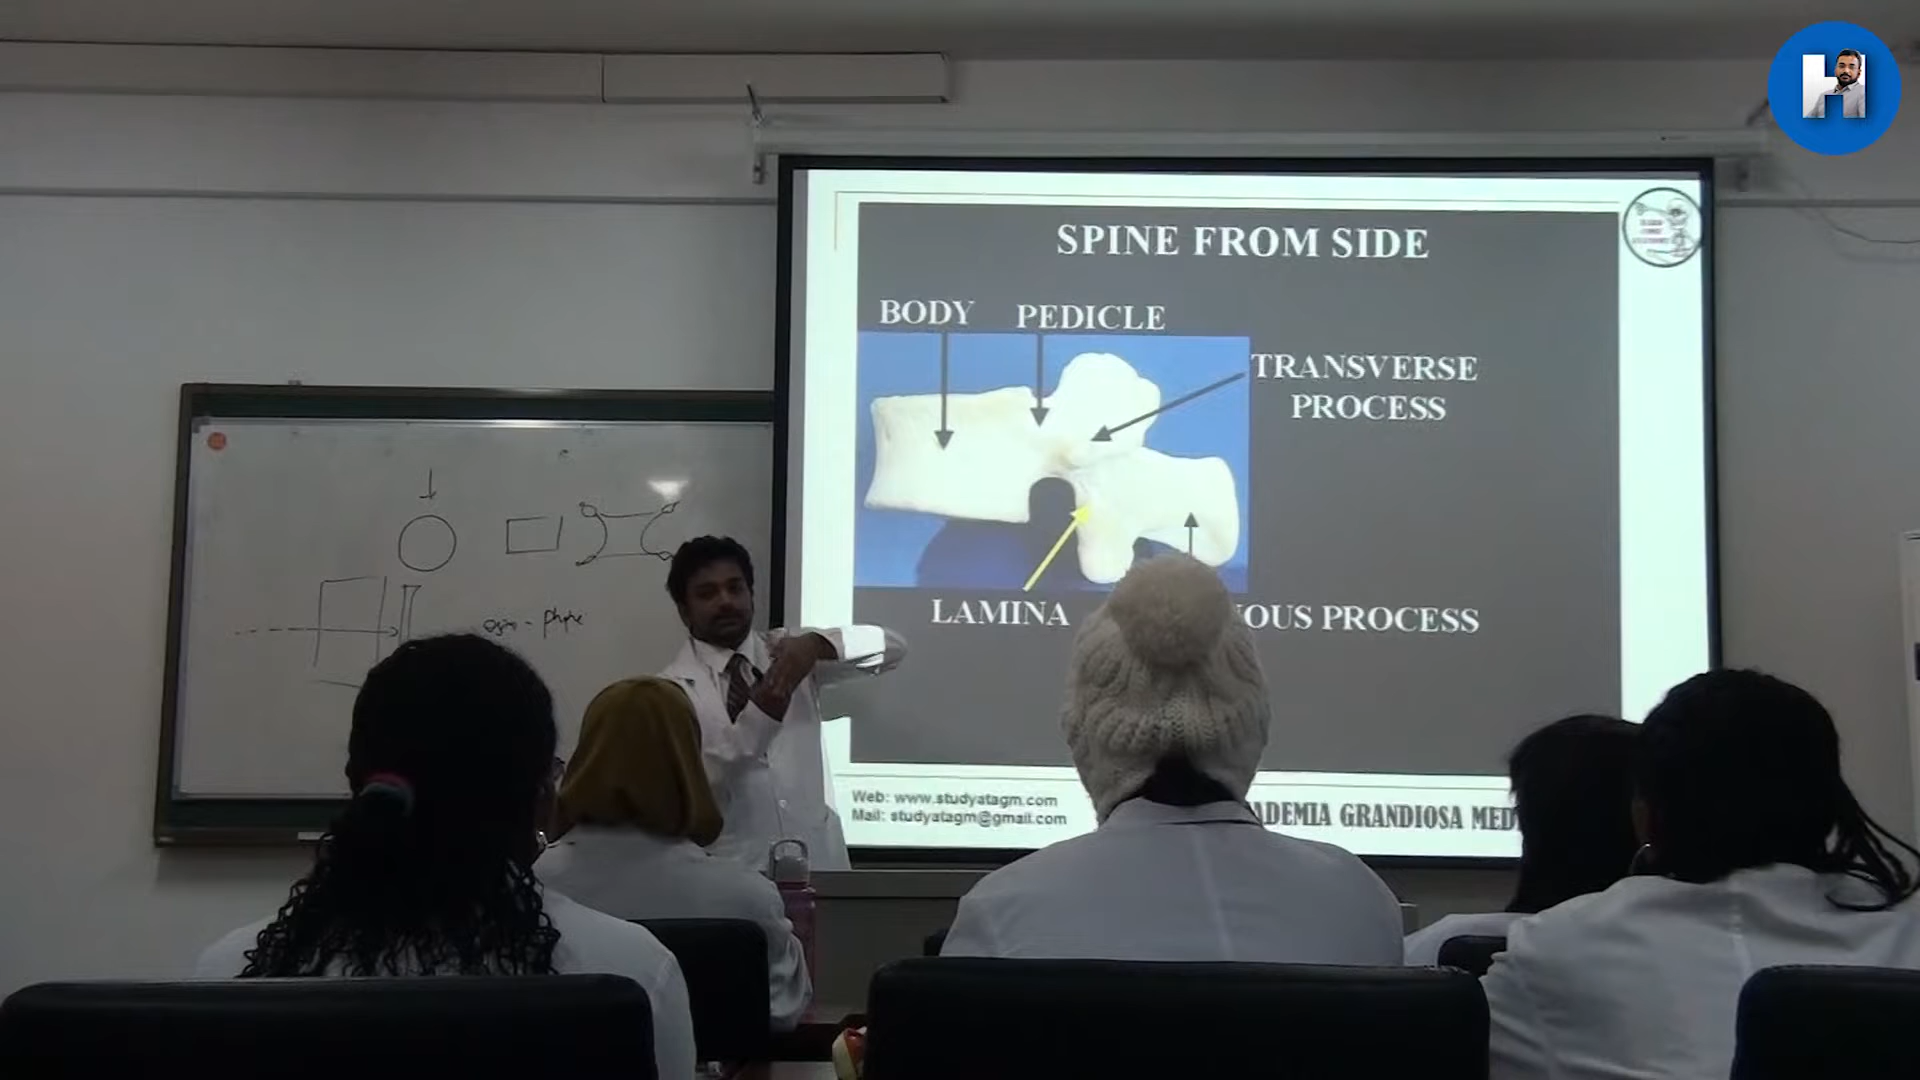 H
SPINE FROM SIDE
BODY PEDICLE
TRANSVERSE
PROCESS
LAMINA OUS PROCESS
Web: www.studyatagm.com
Mail: studyatagm@gmail.com
ADEMIA GRANDIOSA MED